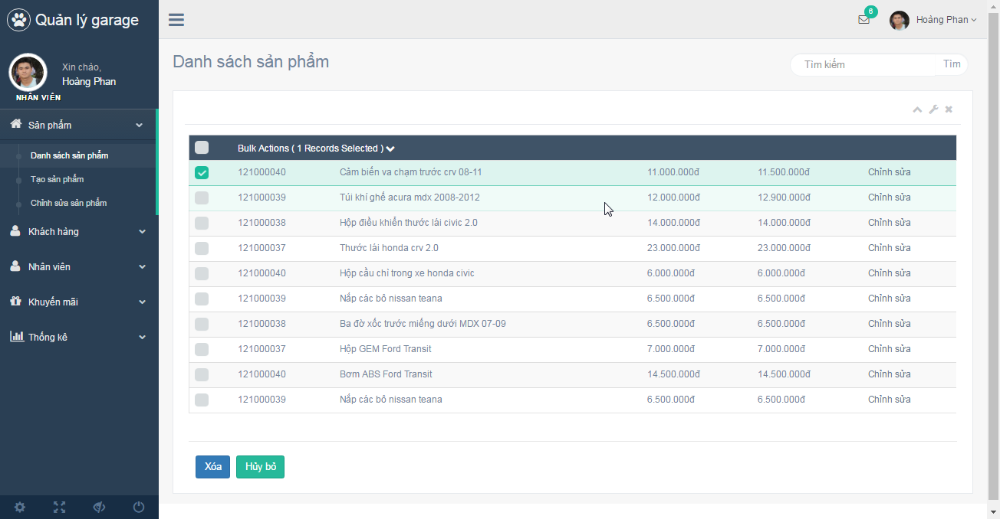 Quản lý garage
6
Hoàng Phan
Xin chào,
Hoàng Phan
NHÂN VIÊN
Sản phẩm
Danh sách sản phẩm
Tạo sản phẩm
Chỉnh sửa sản phẩm
Khách hàng
Nhân viên
Khuyến mãi
Thống kê
Danh sách sản phẩm
Tìm kiếm Tìm
Bulk Actions ( 1 Records Selected )
121000040 Cảm biến va chạm trước crv 08-11 11.000.000đ 11.500.000đ Chỉnh sửa
121000039 Túi khí ghế acura mdx 2008-2012 12.000.000đ 12.900.000đ Chỉnh sửa
121000038 Hộp điều khiển thước lái civic 2.0 14.000.000đ 14.000.000đ Chỉnh sửa
121000037 Thước lái honda crv 2.0 23.000.000đ 23.000.000đ Chỉnh sửa
121000040 Hộp cầu chì trong xe honda civic 6.000.000đ 6.000.000đ Chỉnh sửa
121000039 Nắp các bô nissan teana 6.500.000đ 6.500.000đ Chỉnh sửa
121000038 Ba đờ xốc trước miếng dưới MDX 07-09 6.500.000đ 6.500.000đ Chỉnh sửa
121000037 Hộp GEM Ford Transit 7.000.000đ 7.000.000đ Chỉnh sửa
121000040 Bơm ABS Ford Transit 14.500.000đ 14.500.000đ Chỉnh sửa
121000039 Nắp các bô nissan teana 6.500.000đ 6.500.000đ Chỉnh sửa
Xóa Hủy bỏ